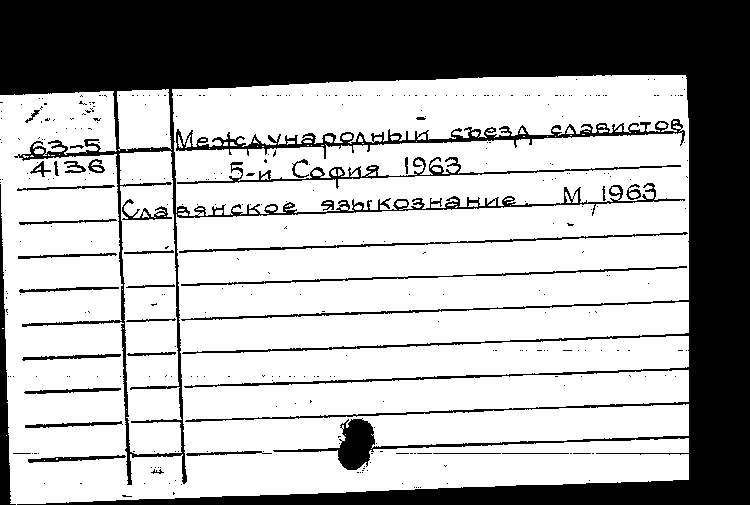 63-5
4136
Международный съезд славистов,
5-й София 1963
Славянское языкознание. М, 1963